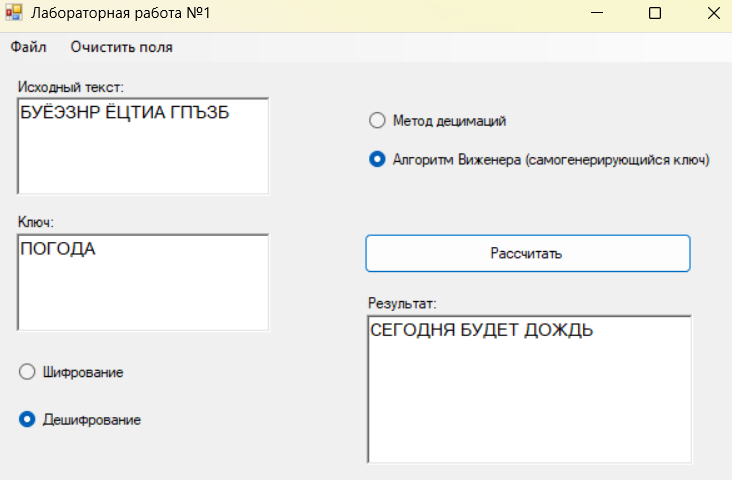 Лабораторная работа №1
Файл Очистить поля
Исходный текст:
БУЁЭЗНР ЁЦТИА ГПЪЗБ
Метод децимаций
Алгоритм Виженера (самогенерирующийся ключ)
Ключ:
ПОГОДА
Рассчитать
Результат:
СЕГОДНЯ БУДЕТ ДОЖДЬ
Шифрование
Дешифрование